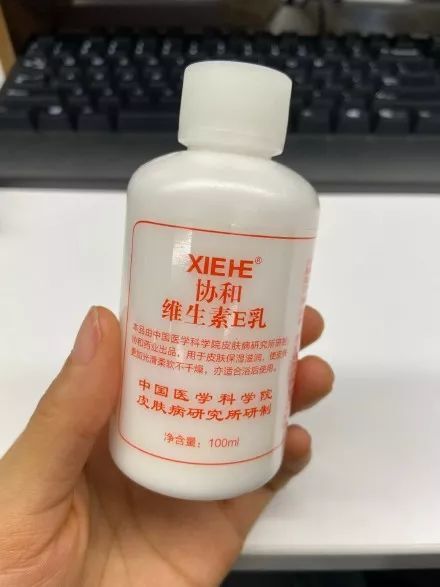 XIEHE®
协和
维生素E乳
本品由中国医学科学院皮肤病研究所研制
协和药业出品，用于皮肤保湿滋润，使皮肤
更加光滑柔软不干燥，亦适合浴后使用。
中国医学科学院
皮肤病研究所研制
净含量：100ml